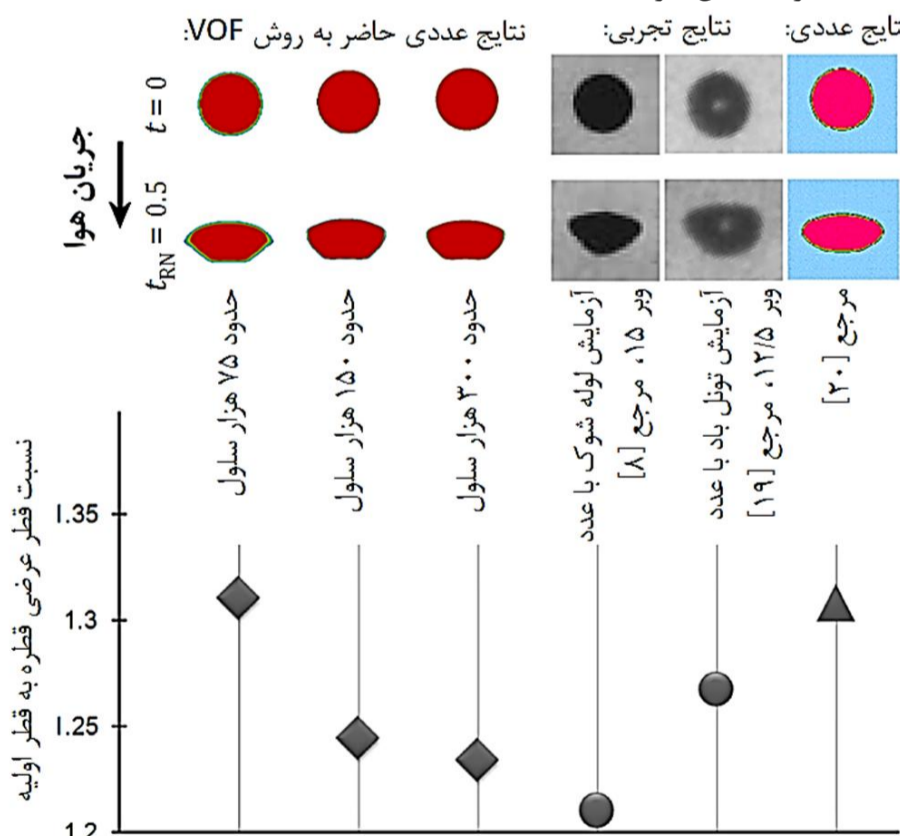 نتایج عددی حاضر به روش VOF:
نتایج تجربی:
تایج عددی:
t = 0
جریان هوا
t_RN = 0.5
حدود ۷۵ هزار سلول
حدود ۱۵۰ هزار سلول
حدود ۳۰۰ هزار سلول
آزمایش لوله شوک با عدد
وبر ۱۵، مرجع [۸]
آزمایش تونل باد با عدد
وبر ۱۲/۵، مرجع [۱۹]
مرجع [۲۰]
نسبت قطر عرضی قطره به قطر اولیه
1.35
1.3
1.25
1.2